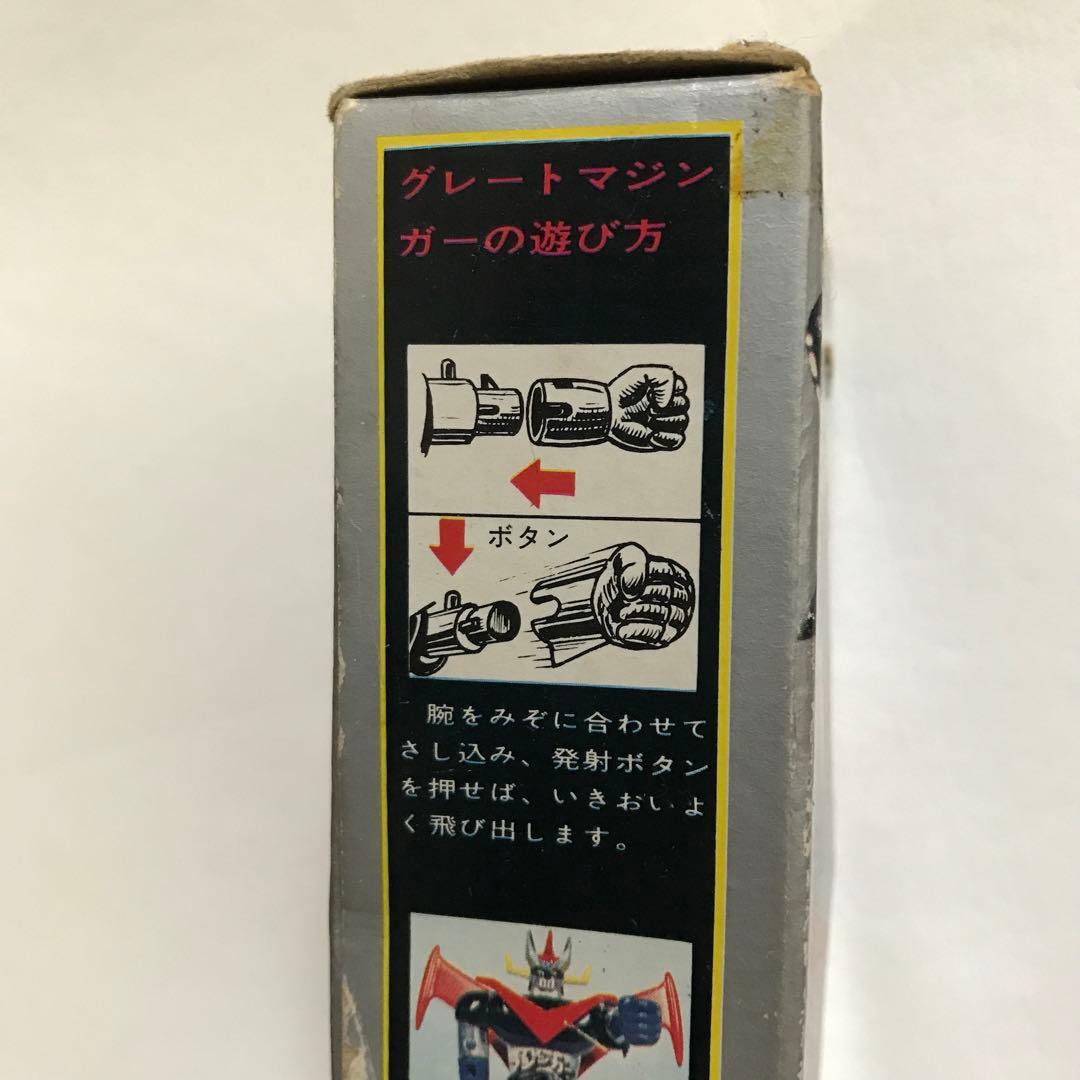 グレートマジン
ガーの遊び方
ボタン
腕をみぞに合わせて
さし込み、発射ボタン
を押せば、いきおいよ
く飛び出します。